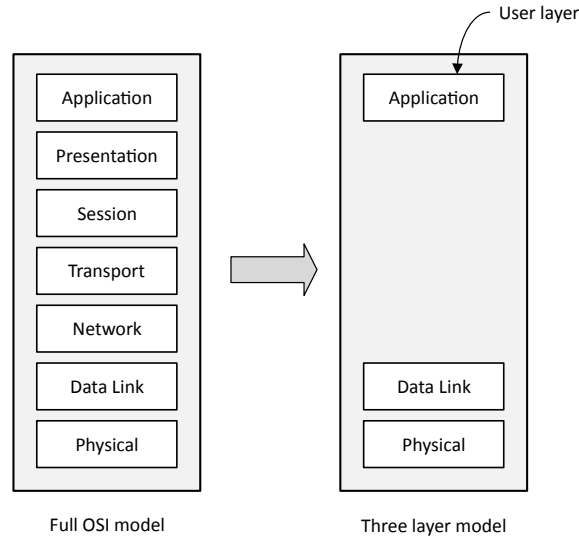 User layer
Application
Presentation
Session
Transport
Network
Data Link
Physical
Full OSI model
Application
Data Link
Physical
Three layer model